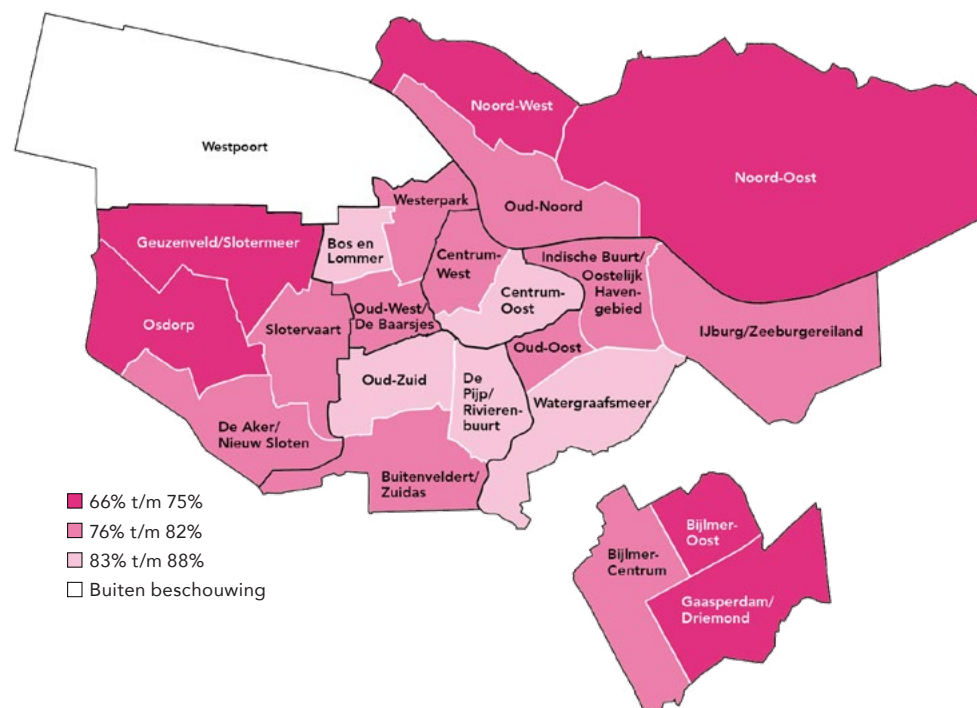 Noord-West
Westpoort
Noord-Oost
Westerpark
Oud-Noord
Geuzenveld/Slotermeer
Bos en
Lommer
Centrum-
West
Indische Buurt/
Oostelijk
Haven-
gebied
Centrum-
Oost
Osdorp
Slotervaart
Oud-West/
De Baarsjes
IJburg/Zeeburgereiland
Oud-Oost
Oud-Zuid
De
Pijp/
Rivieren-
buurt
Watergraafsmeer
De Aker/
Nieuw Sloten
Buitenveldert/
Zuidas
66% t/m 75%
76% t/m 82%
83% t/m 88%
Buiten beschouwing
Bijlmer-
Oost
Bijlmer-
Centrum
Gaasperdam/
Driemond